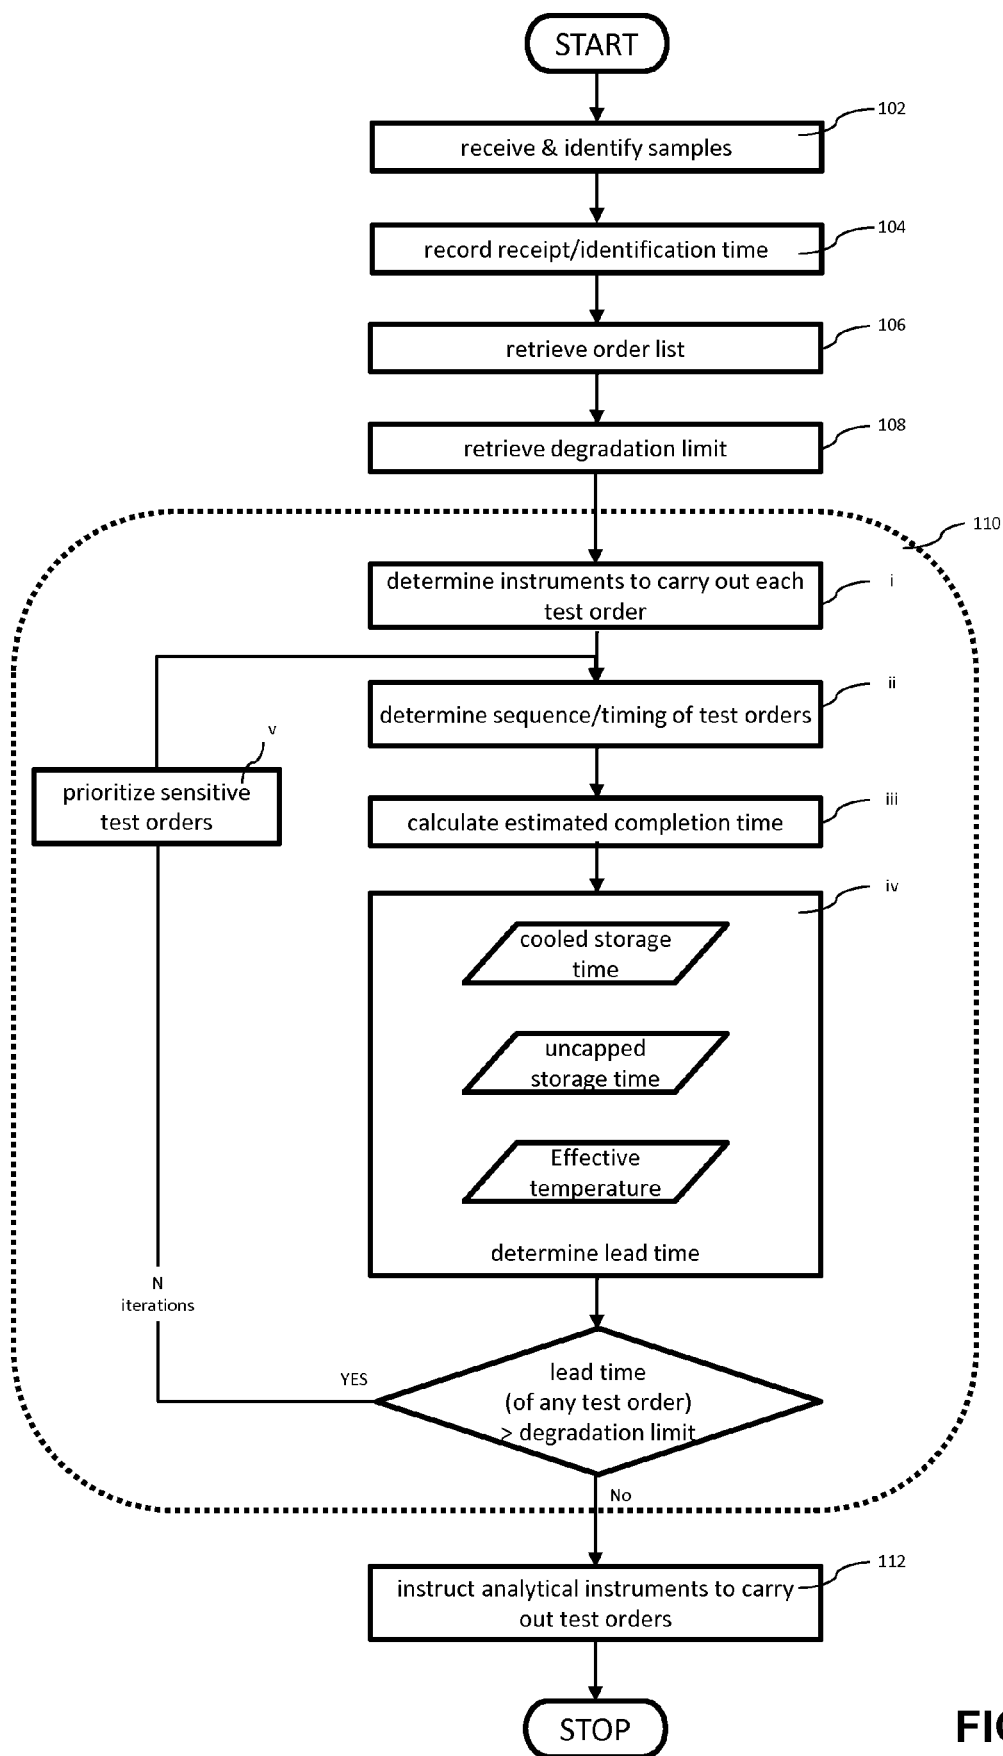 START
102
receive & identify samples
104
record receipt/identification time
106
retrieve order list
108
retrieve degradation limit
110
determine instruments to carry out each
test order
i
ii
determine sequence/timing of test orders
v
prioritize sensitive
test orders
iii
calculate estimated completion time
iv
cooled storage
time
uncapped
storage time
Effective
temperature
determine lead time
N
iterations
YES
lead time
(of any test order)
> degradation limit
No
112
instruct analytical instruments to carry
out test orders
STOP
FIG